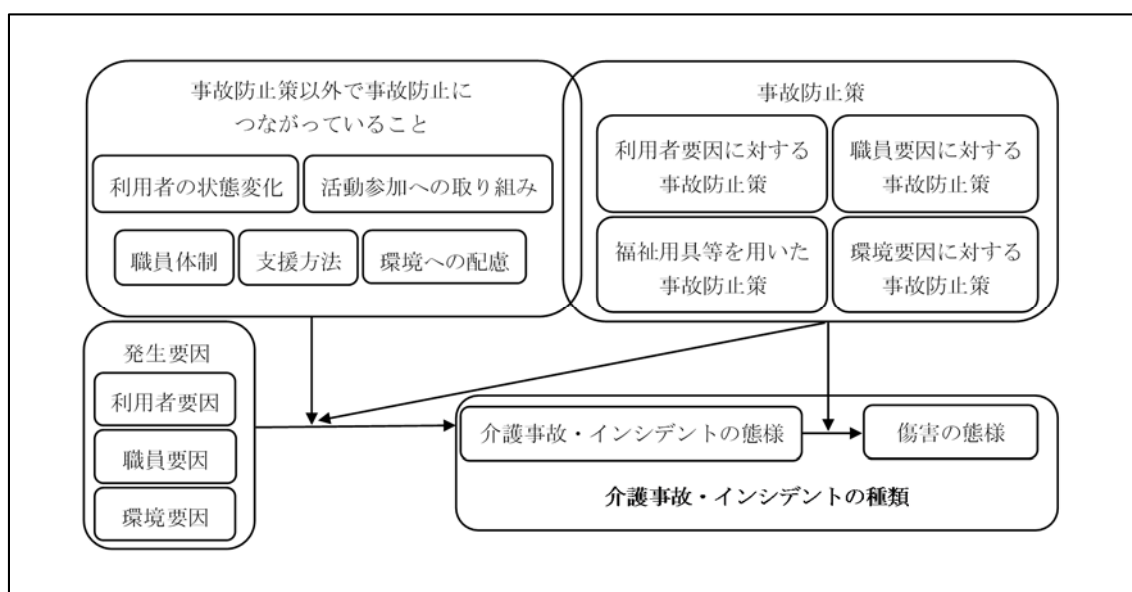 事故防止策以外で事故防止に
つながっていること
利用者の状態変化
活動参加への取り組み
職員体制
支援方法
環境への配慮
事故防止策
利用者要因に対する
事故防止策
職員要因に対する
事故防止策
福祉用具等を用いた
事故防止策
環境要因に対する
事故防止策
発生要因
利用者要因
職員要因
環境要因
介護事故・インシデントの態様
傷害の態様
介護事故・インシデントの種類